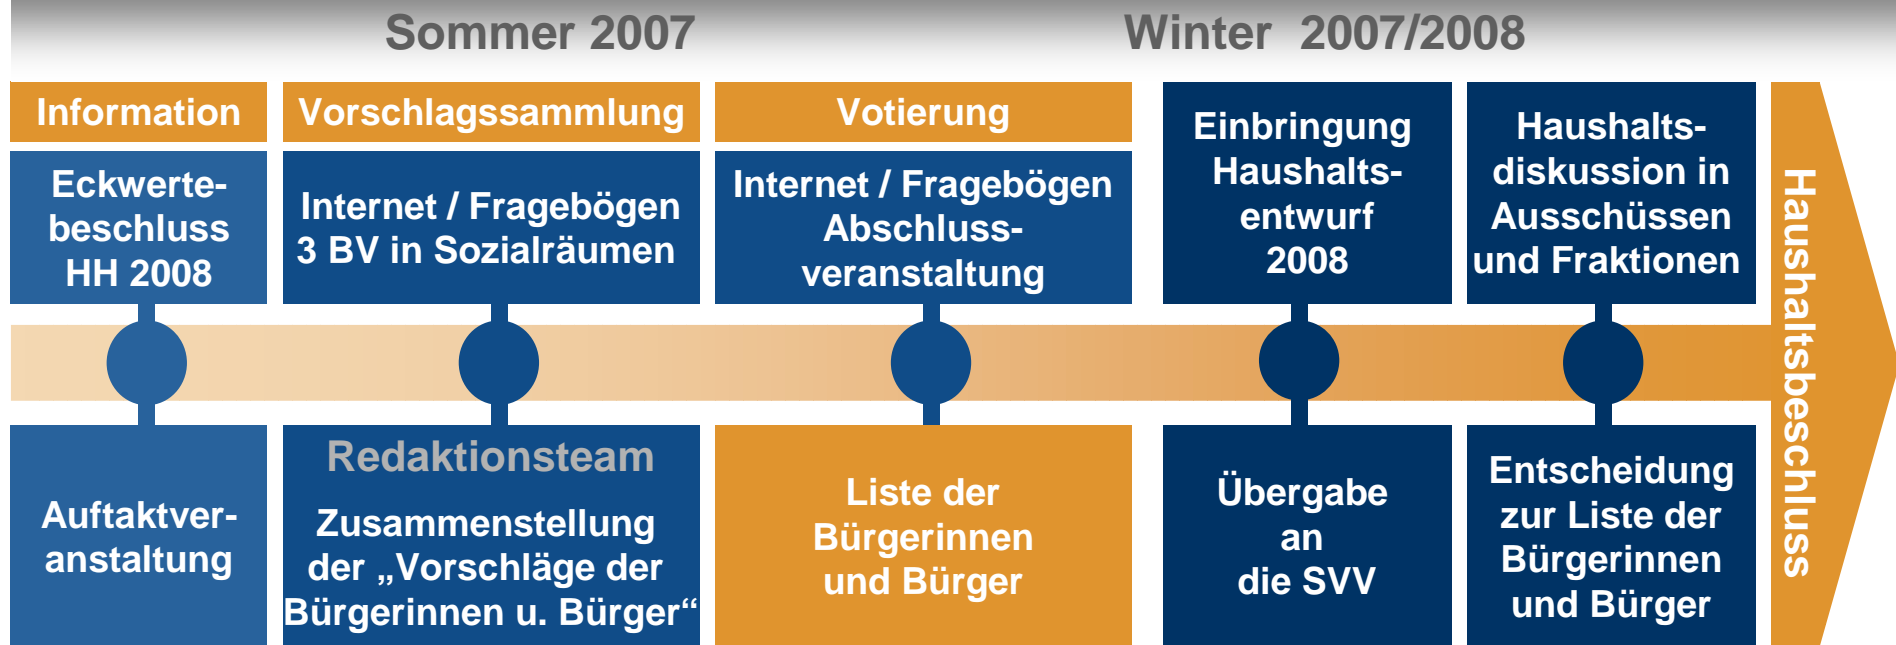 Sommer 2007
Winter 2007/2008
Information
Vorschlagssammlung
Votierung
Eckwerte-
beschluss
HH 2008
Internet / Fragebögen
3 BV in Sozialräumen
Internet / Fragebögen
Abschluss-
veranstaltung
Einbringung
Haushalts-
entwurf
2008
Haushalts-
diskussion in
Ausschüssen
und Fraktionen
Auftaktver-
anstaltung
Redaktionsteam
Zusammenstellung
der „Vorschläge der
Bürgerinnen u. Bürger“
Liste der
Bürgerinnen
und Bürger
Übergabe
an
die SVV
Entscheidung
zur Liste der
Bürgerinnen
und Bürger
Haushaltsbeschluss